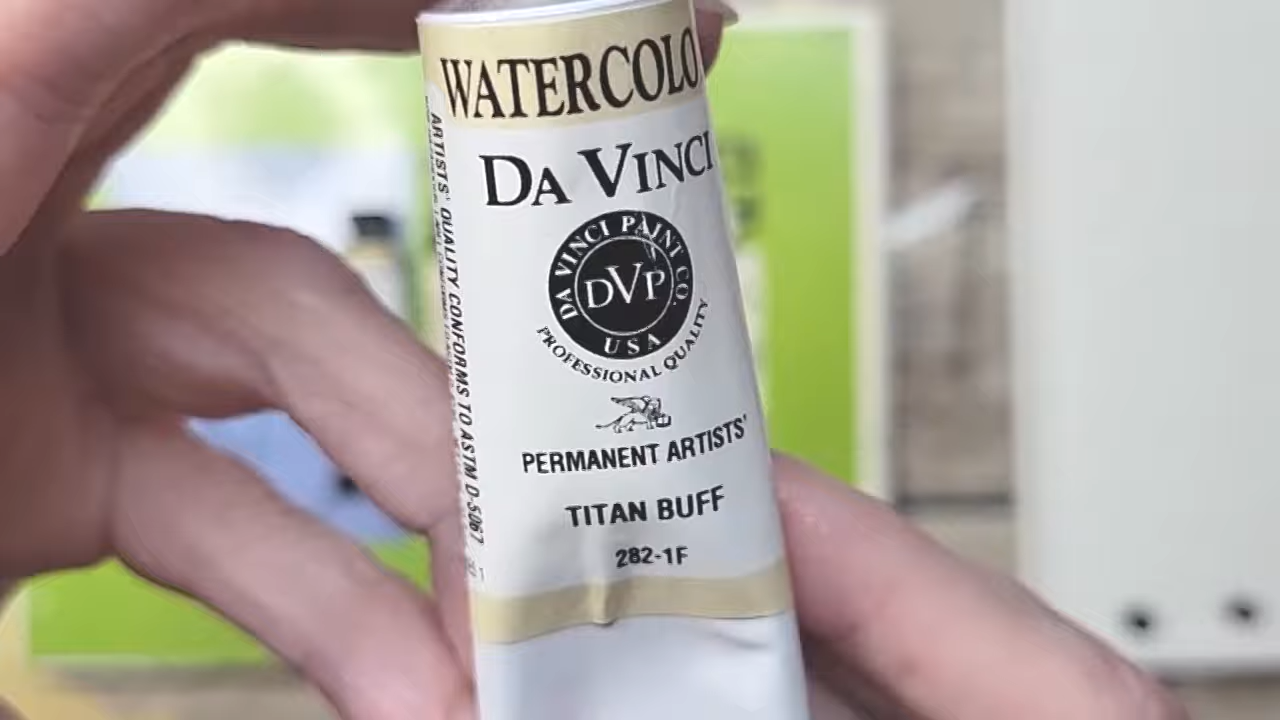 WATERCOLO
DA VINCI
DA VINCI PAINT CO.
DVP
USA
PROFESSIONAL QUALITY
PERMANENT ARTISTS'
TITAN BUFF
282-1F
ARTISTS' QUALITY CONFORMS TO ASTM D-5067